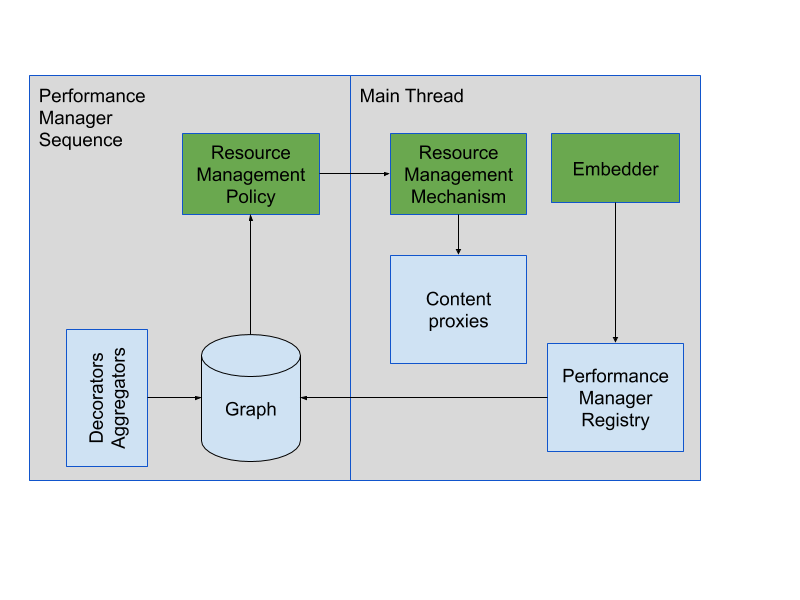 Performance
Manager
Sequence
Main Thread
Resource
Management
Policy
Resource
Management
Mechanism
Embedder
Content
proxies
Decorators
Aggregators
Graph
Performance
Manager
Registry